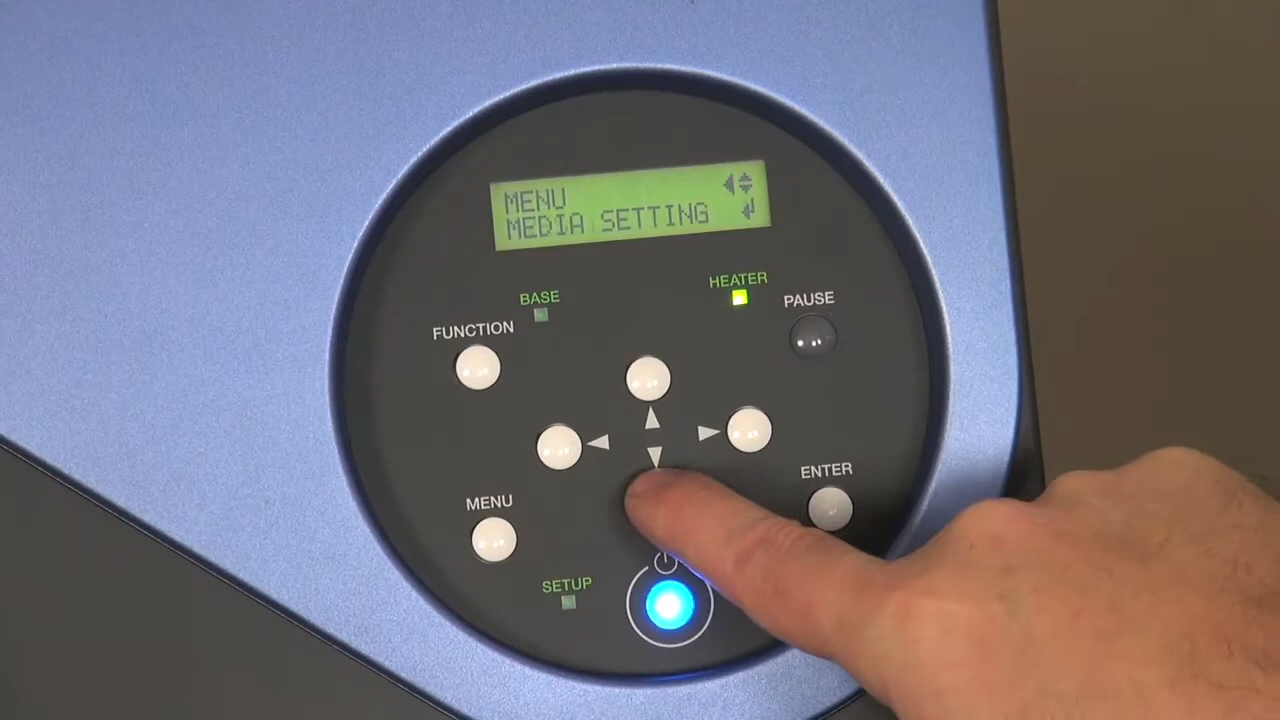 MENU
MEDIA SETTING
BASE
HEATER
FUNCTION
PAUSE
MENU
ENTER
SETUP